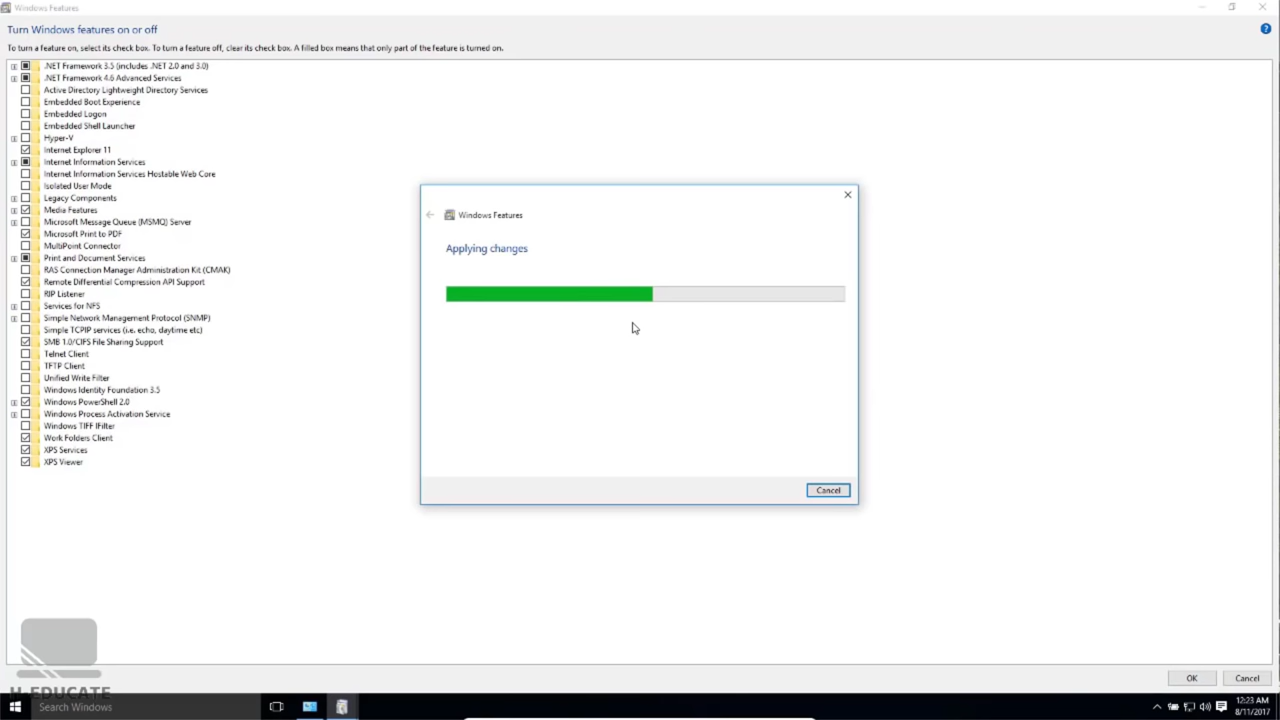 Windows Features
Turn Windows features on or off
To turn a feature on, select its check box. To turn a feature off, clear its check box. A filled box means that only part of the feature is turned on.
.NET Framework 3.5 (includes .NET 2.0 and 3.0)
.NET Framework 4.6 Advanced Services
Active Directory Lightweight Directory Services
Embedded Boot Experience
Embedded Logon
Embedded Shell Launcher
Hyper-V
Internet Explorer 11
Internet Information Services
Internet Information Services Hostable Web Core
Isolated User Mode
Legacy Components
Media Features
Microsoft Message Queue (MSMQ) Server
Microsoft Print to PDF
MultiPoint Connector
Print and Document Services
RAS Connection Manager Administration Kit (CMAK)
Remote Differential Compression API Support
RIP Listener
Services for NFS
Simple Network Management Protocol (SNMP)
Simple TCPIP services (i.e. echo, daytime etc)
SMB 1.0/CIFS File Sharing Support
Telnet Client
TFTP Client
Unified Write Filter
Windows Identity Foundation 3.5
Windows PowerShell 2.0
Windows Process Activation Service
Windows TIFF IFilter
Work Folders Client
XPS Services
XPS Viewer
Windows Features
Applying changes
Cancel
OK
Cancel
H-EDUCATE
Search Windows
12:23 AM
8/11/2017